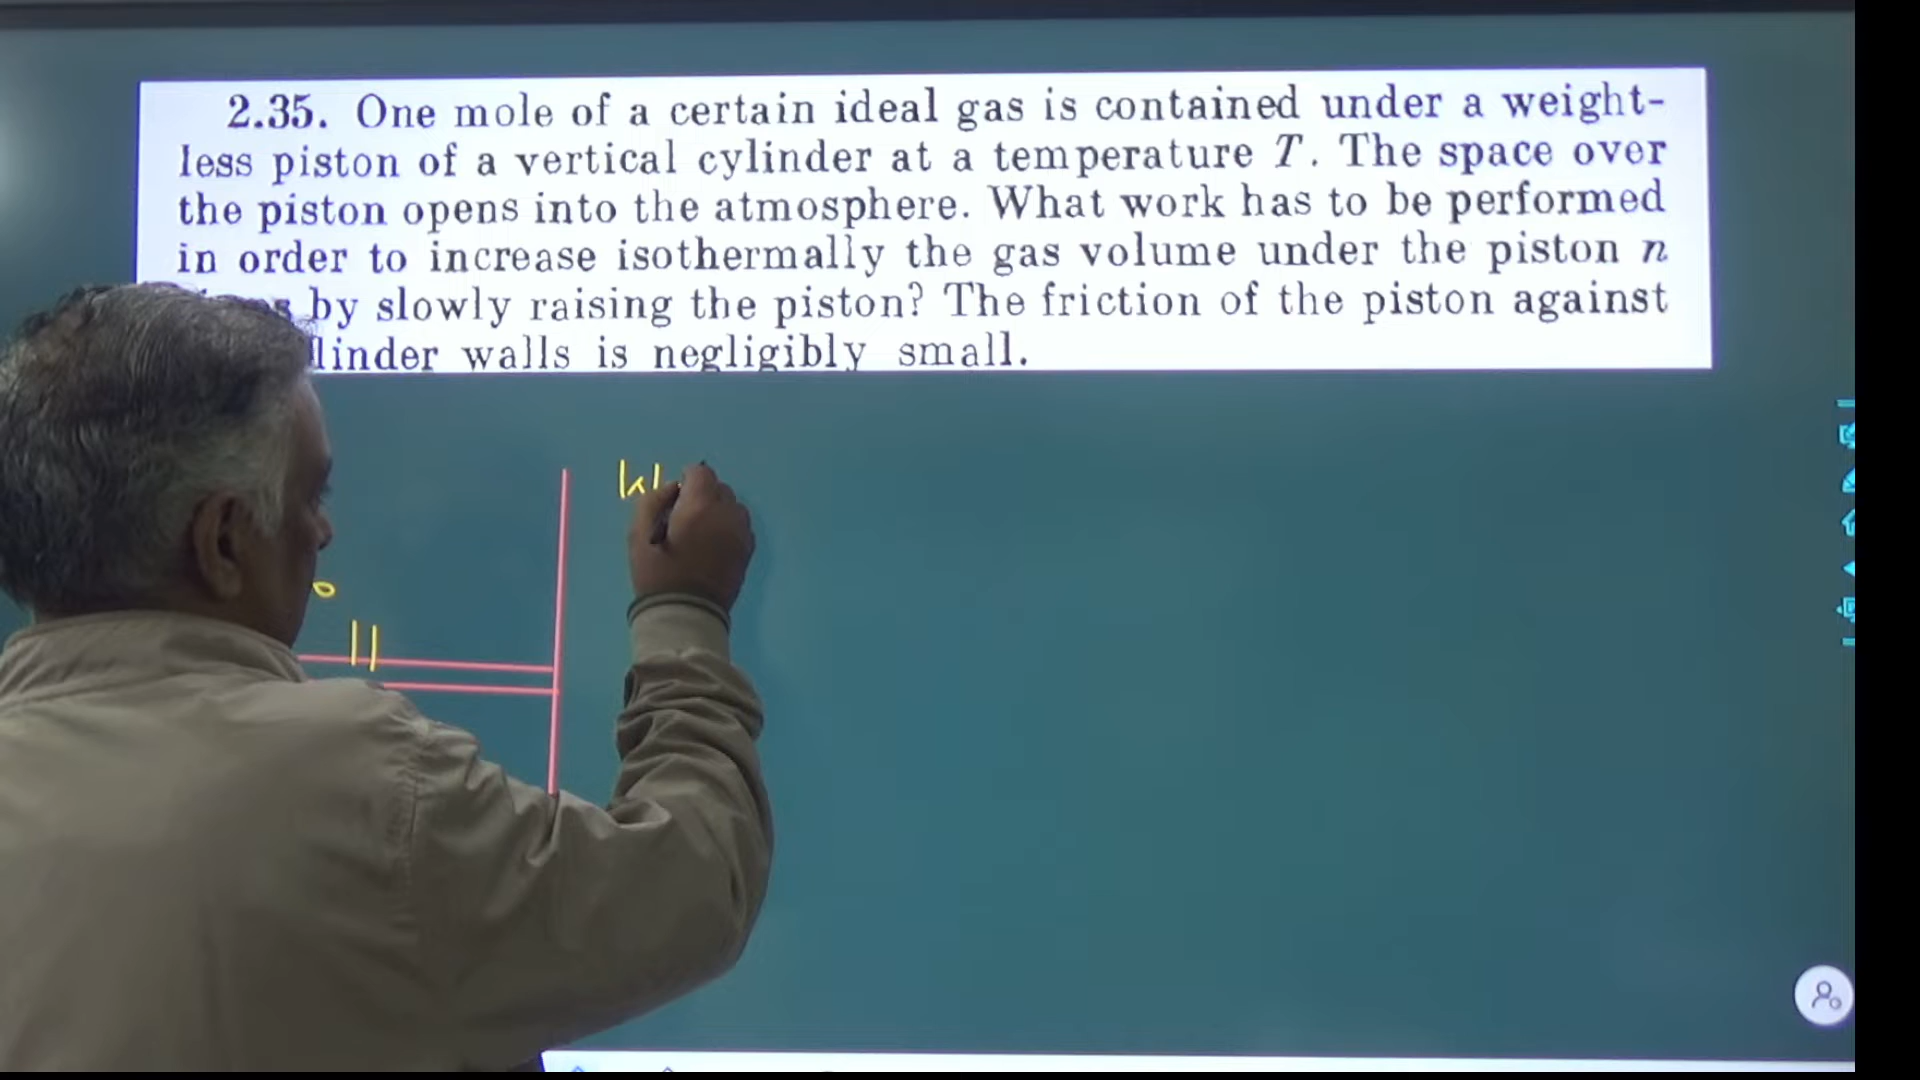 2.35. One mole of a certain ideal gas is contained under a weight-
less piston of a vertical cylinder at a temperature T. The space over
the piston opens into the atmosphere. What work has to be performed
in order to increase isothermally the gas volume under the piston n
by slowly raising the piston? The friction of the piston against
linder walls is negligibly small.